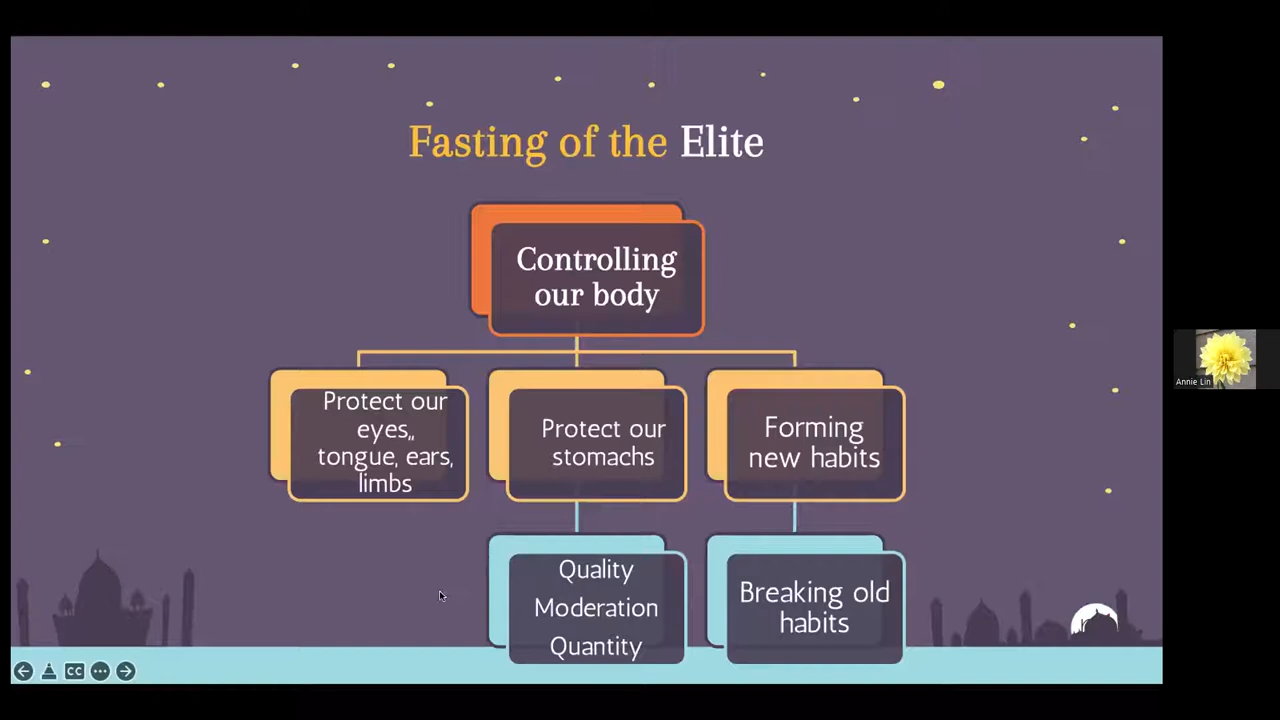 Fasting of the Elite
Controlling
our body
Protect our
eyes,,
tongue, ears,
limbs
Protect our
stomachs
Forming
new habits
Quality
Moderation
Quantity
Breaking old
habits
Annie Lin
CC